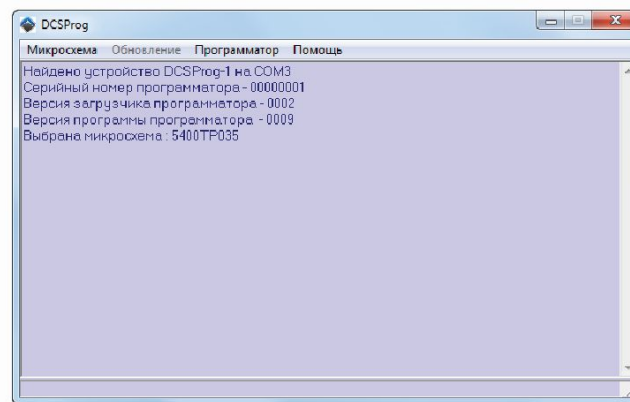 DCSProg
Микросхема Обновление Программатор Помощь
Найдено устройство DCSProg-1 на COM3
Серийный номер программатора - 00000001
Версия загрузчика программатора - 0002
Версия программы программатора - 0009
Выбрана микросхема : 5400ТР035